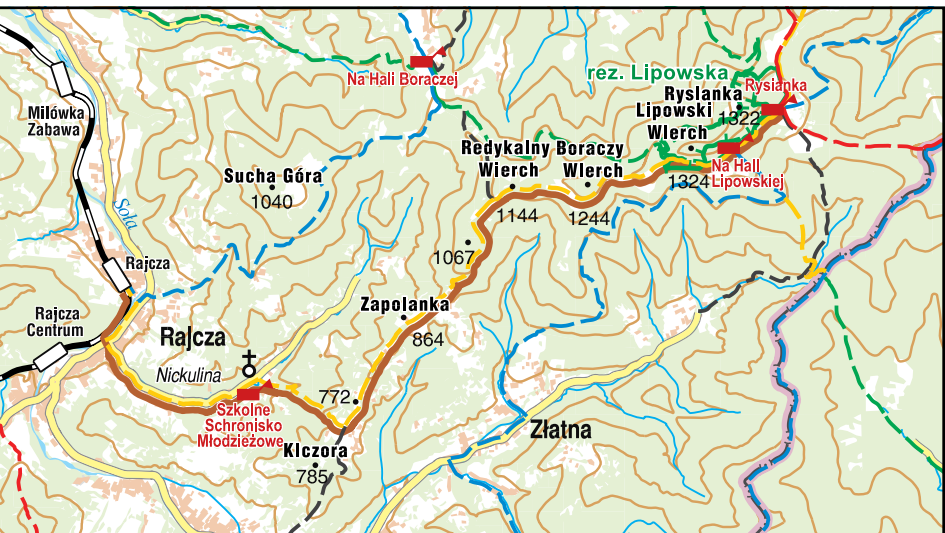 Na Hali Boraczej
rez. Lipowska
Rysianka
Ryslanka
Lipowski
1322
Wlerch
Milówka
Zabawa
Redykalny
Wierch
Boraczy
Wlerch
Na Hali
Lipowskiej
1324
Sucha Góra
1040
1144
1244
Soła
1067
Rajcza
Zapolanka
864
Rajcza
Centrum
Rajcza
Nickulina
772
Szkolne
Schronisko
Młodzieżowe
Złatna
Klczora
785